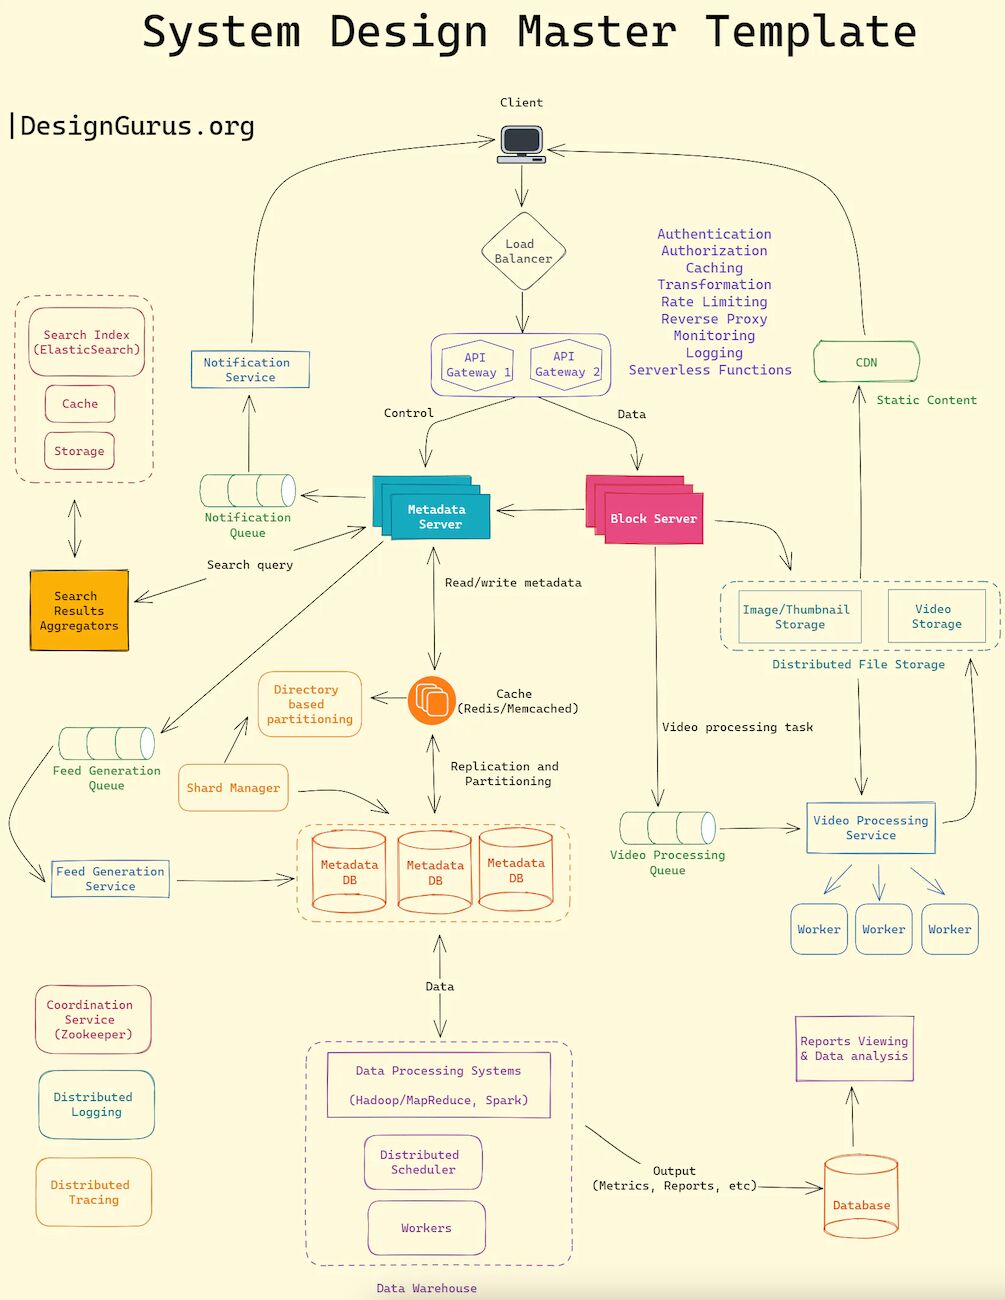 System Design Master Template
|DesignGurus.org
Client
Load
Balancer
Authentication
Authorization
Caching
Transformation
Rate Limiting
Reverse Proxy
Monitoring
Logging
Serverless Functions
API
Gateway 1
API
Gateway 2
Search Index
(ElasticSearch)
Cache
Storage
Notification
Service
CDN
Static Content
Control
Data
Notification
Queue
Metadata
Server
Block Server
Search query
Read/write metadata
Search
Results
Aggregators
Image/Thumbnail
Storage
Video
Storage
Distributed File Storage
Directory
based
partitioning
Cache
(Redis/Memcached)
Video processing task
Feed Generation
Queue
Shard Manager
Replication and
Partitioning
Video Processing
Queue
Video Processing
Service
Feed Generation
Service
Metadata
DB
Metadata
DB
Metadata
DB
Worker
Worker
Worker
Data
Coordination
Service
(Zookeeper)
Distributed
Logging
Distributed
Tracing
Data Processing Systems
(Hadoop/MapReduce, Spark)
Distributed
Scheduler
Workers
Data Warehouse
Output
(Metrics, Reports, etc)
Reports Viewing
& Data analysis
Database